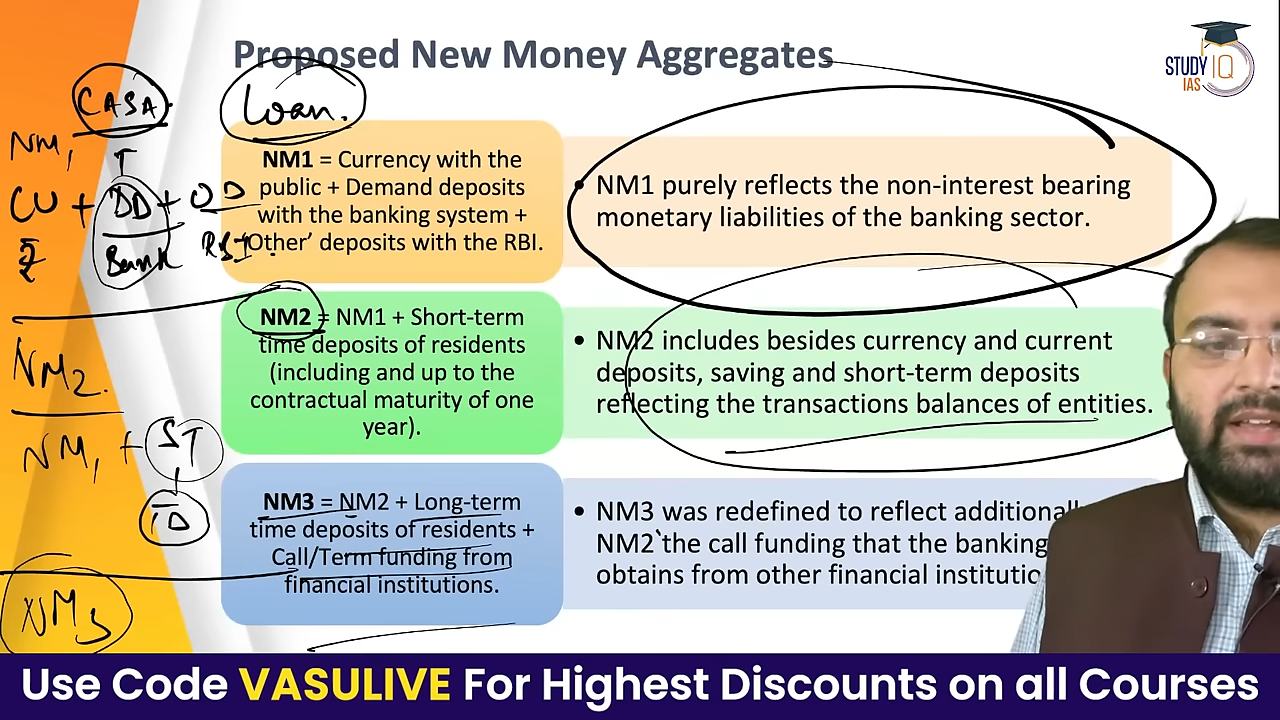 Proposed New Money Aggregates
STUDY IQ
IAS
CASA.
Loan.
NM1
CU + DD + OD
₹ Bank RBI.
NM1 = Currency with the
public + Demand deposits
with the banking system +
‘Other’ deposits with the RBI.
• NM1 purely reflects the non-interest bearing
monetary liabilities of the banking sector.
NM2.
NM1 + ST
TD
NM2 = NM1 + Short-term
time deposits of residents
(including and up to the
contractual maturity of one
year).
• NM2 includes besides currency and current
deposits, saving and short-term deposits
reflecting the transactions balances of entities.
NM3
NM3 = NM2 + Long-term
time deposits of residents +
Call/Term funding from
financial institutions.
• NM3 was redefined to reflect additionally
NM2 the call funding that the banking
obtains from other financial
Use Code VASULIVE For Highest Discounts on all Courses